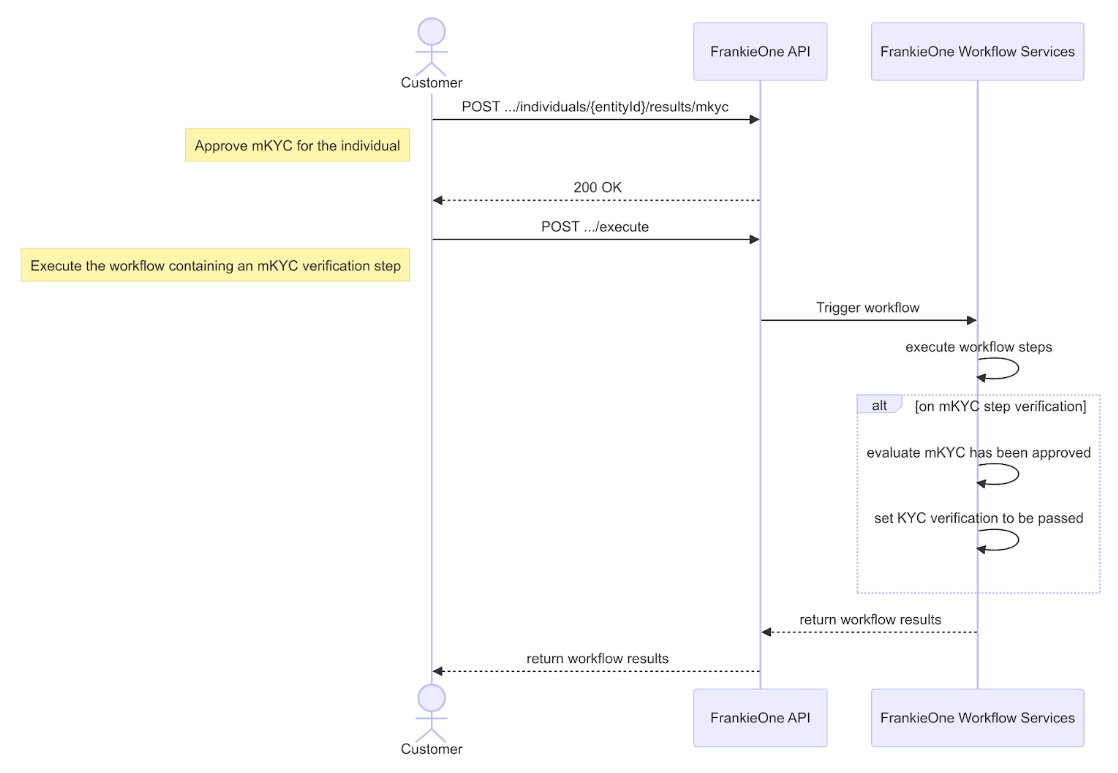 FrankieOne API
FrankieOne Workflow Services
Customer
POST .../individuals/{entityId}/results/mkyc
Approve mKYC for the individual
200 OK
POST .../execute
Execute the workflow containing an mKYC verification step
Trigger workflow
execute workflow steps
alt
[on mKYC step verification]
evaluate mKYC has been approved
set KYC verification to be passed
return workflow results
return workflow results
FrankieOne API
FrankieOne Workflow Services
Customer